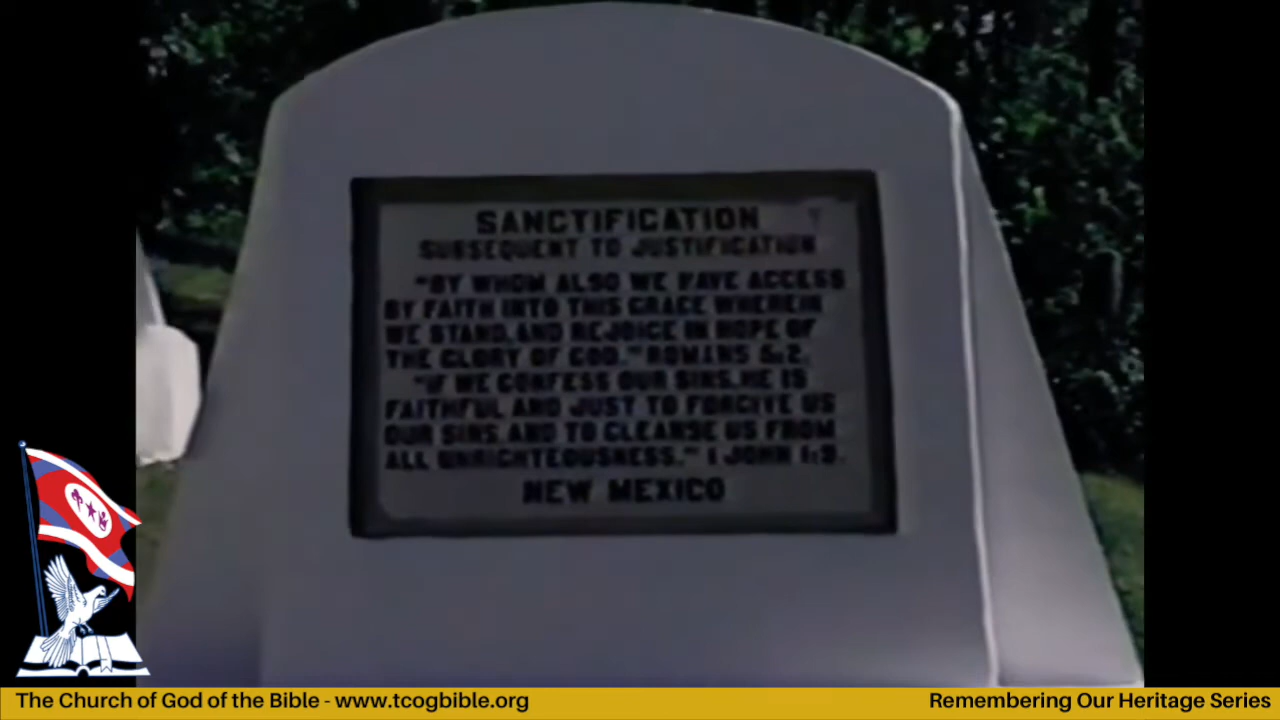 SANCTIFICATION
SUBSEQUENT TO JUSTIFICATION
"BY WHOM ALSO WE HAVE ACCESS
BY FAITH INTO THIS GRACE WHEREIN
WE STAND, AND REJOICE IN HOPE OF
THE GLORY OF GOD." ROMANS 5:2.
"IF WE CONFESS OUR SINS, HE IS
FAITHFUL AND JUST TO FORGIVE US
OUR SINS, AND TO CLEANSE US FROM
ALL UNRIGHTEOUSNESS." I JOHN 1:9.
NEW MEXICO
The Church of God of the Bible - www.tcogbible.org
Remembering Our Heritage Series